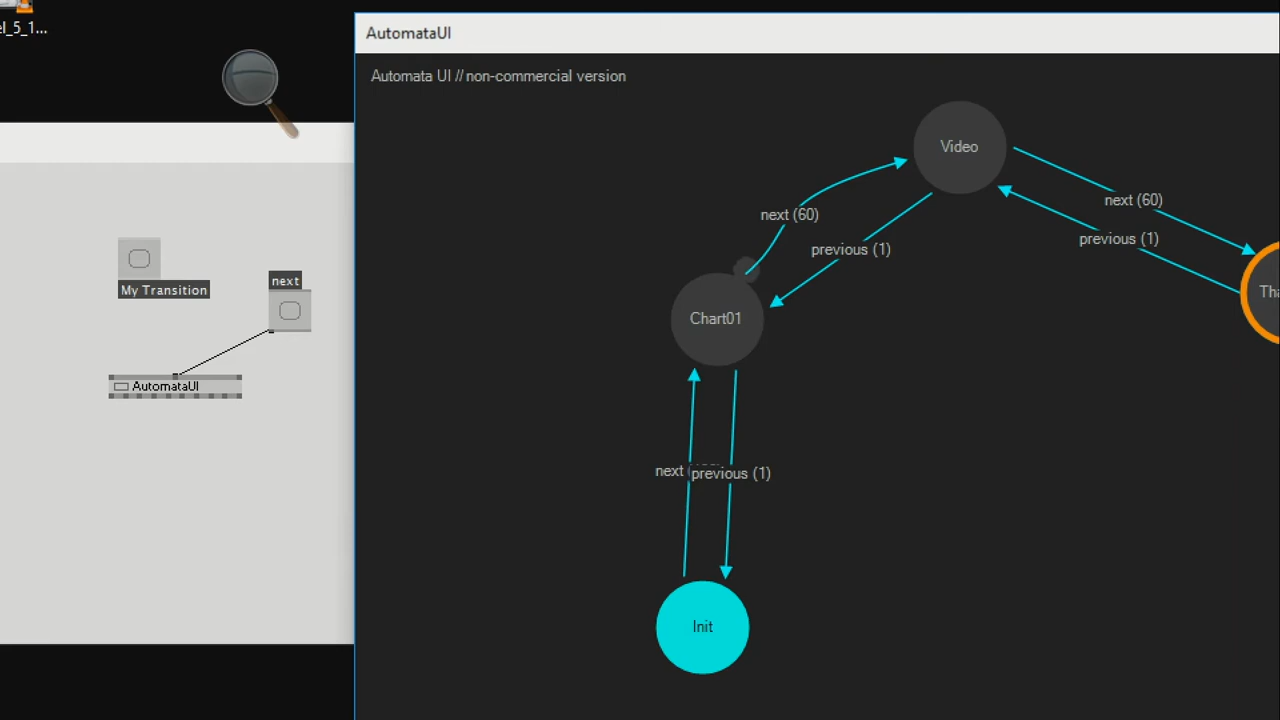 el_5_1...
AutomataUI
Automata UI // non-commercial version
Video
next (60)
next (60)
previous (1)
previous (1)
My Transition
next
Chart01
AutomataUI
next
previous (1)
Init